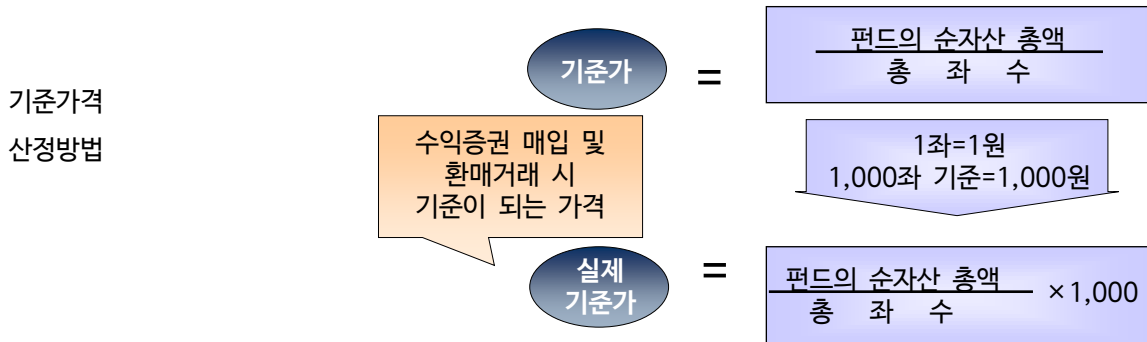 기준가격
산정방법
기준가
=
펀드의 순자산 총액
총 좌 수
수익증권 매입 및
환매거래 시
기준이 되는 가격
1좌=1원
1,000좌 기준=1,000원
실제
기준가
=
펀드의 순자산 총액
총 좌 수
×1,000